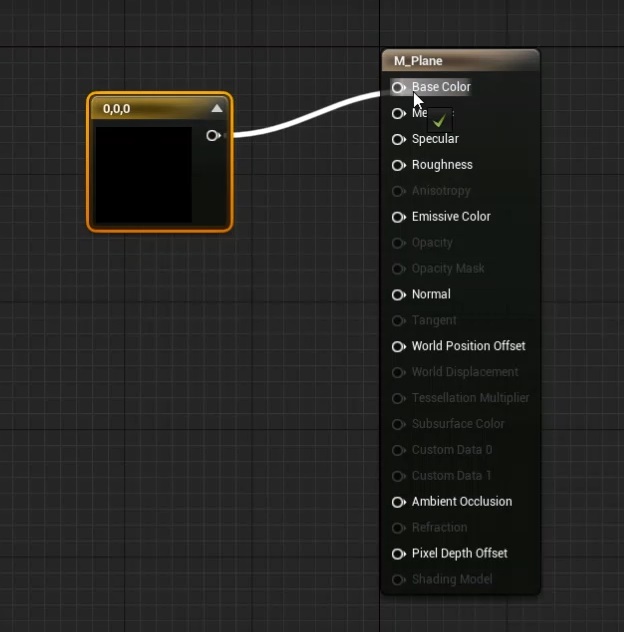 M_Plane
0,0,0
Base Color
Specular
Roughness
Anisotropy
Emissive Color
Opacity
Opacity Mask
Normal
Tangent
World Position Offset
World Displacement
Tessellation Multiplier
Subsurface Color
Custom Data 0
Custom Data 1
Ambient Occlusion
Refraction
Pixel Depth Offset
Shading Model